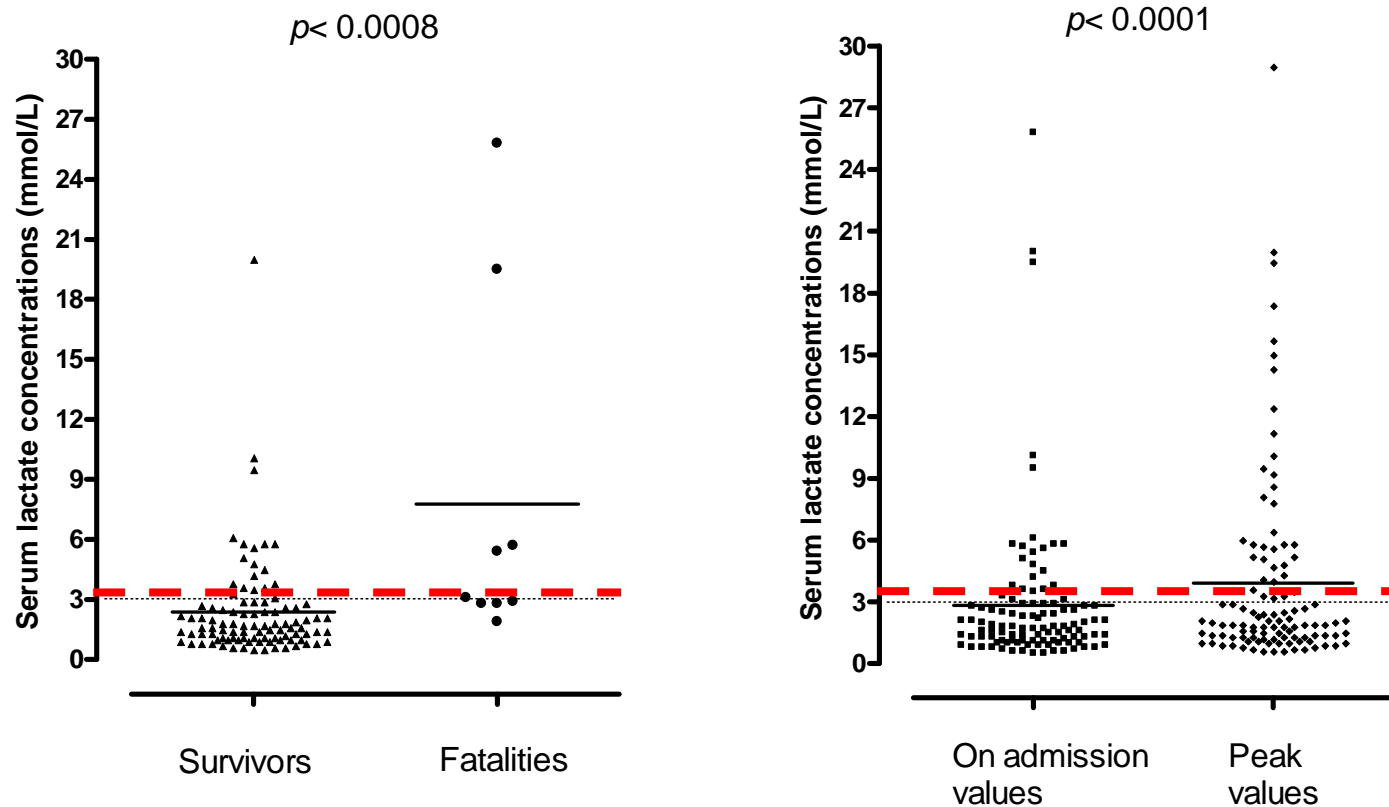 p< 0.0008
Serum lactate concentrations (mmol/L)
30
27
24
21
18
15
12
9
6
3
0
Survivors
Fatalities
p< 0.0001
Serum lactate concentrations (mmol/L)
30
27
24
21
18
15
12
9
6
3
0
On admission
values
Peak
values